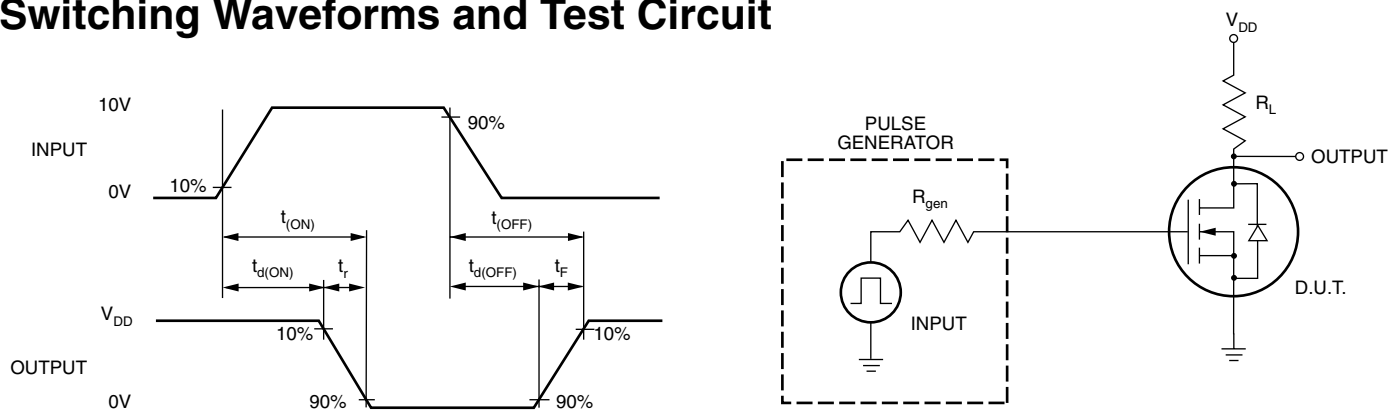 Switching Waveforms and Test Circuit
10V
INPUT
0V
10%
90%
t(ON)
t(OFF)
td(ON)
tr
td(OFF)
tF
VDD
OUTPUT
0V
10%
90%
10%
90%
PULSE
GENERATOR
Rgen
INPUT
VDD
RL
OUTPUT
D.U.T.